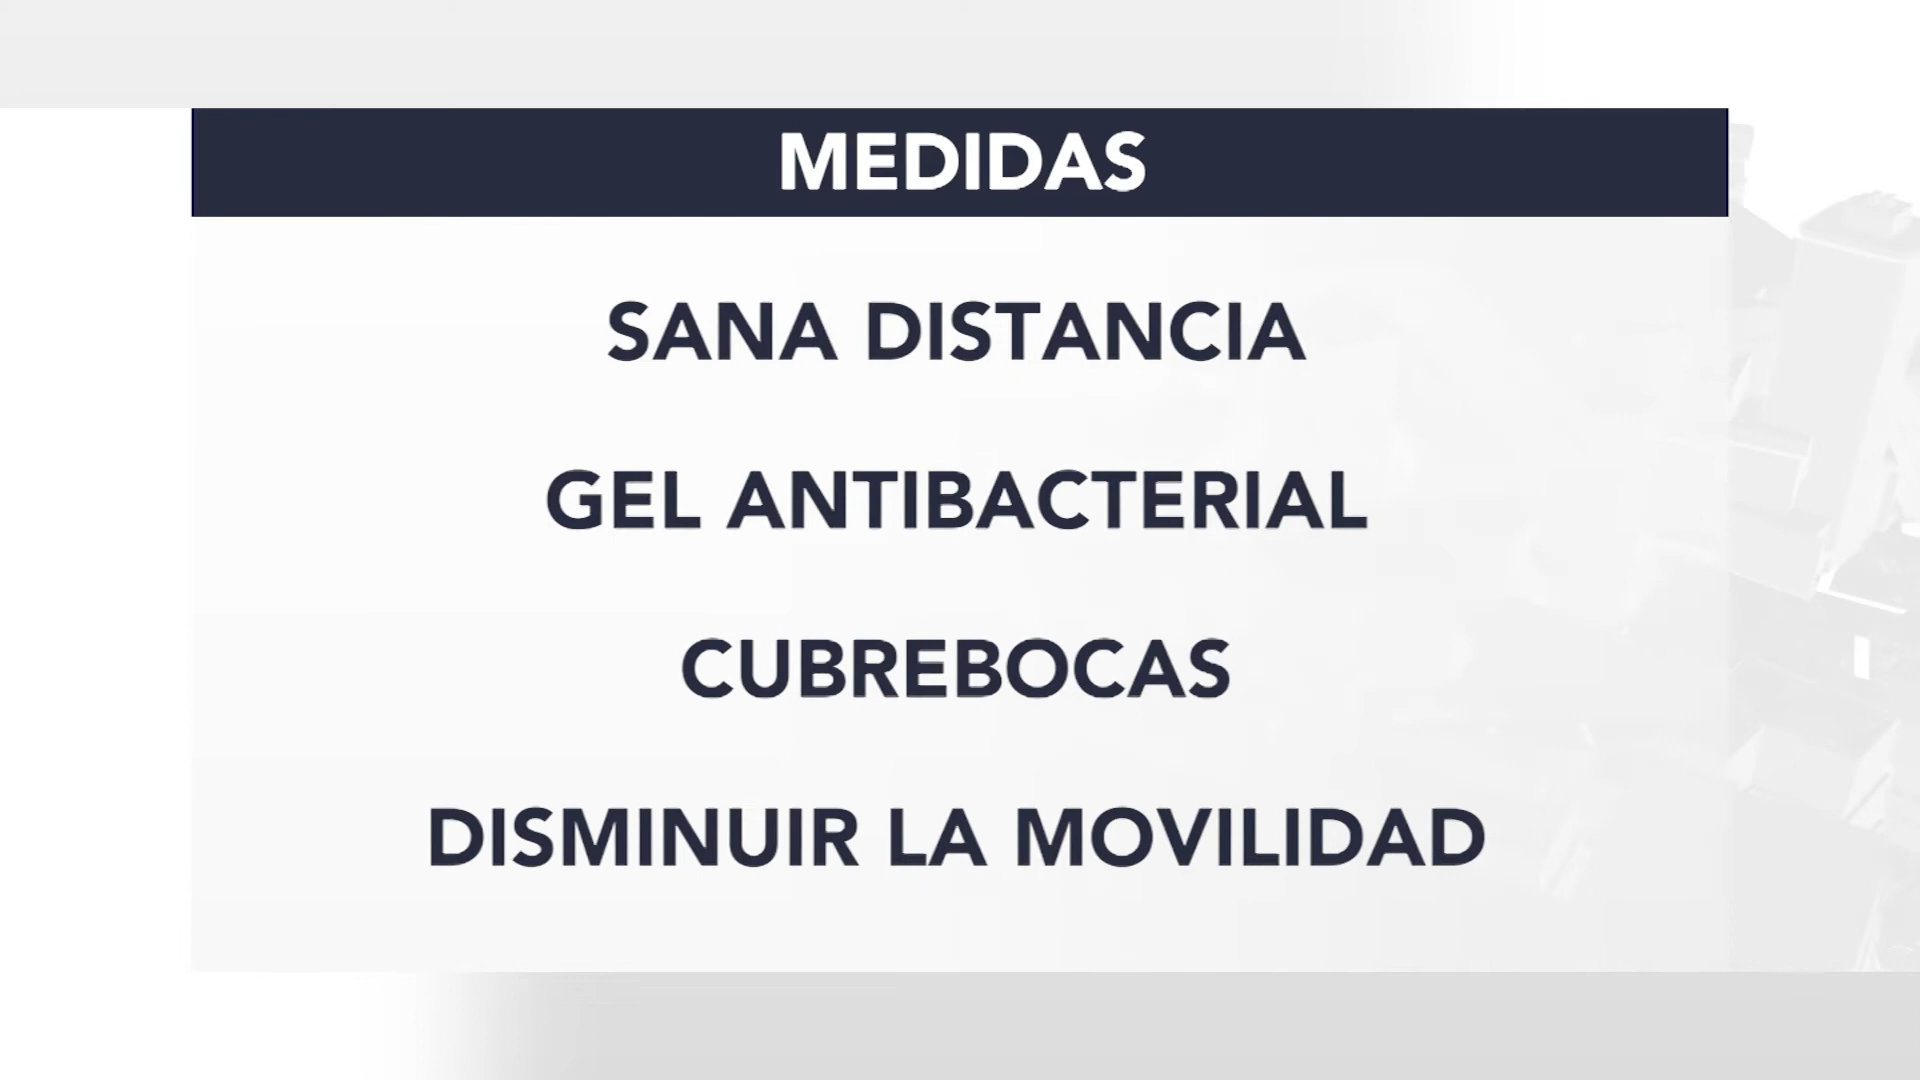 MEDIDAS
SANA DISTANCIA
GEL ANTIBACTERIAL
CUBREBOCAS
DISMINUIR LA MOVILIDAD